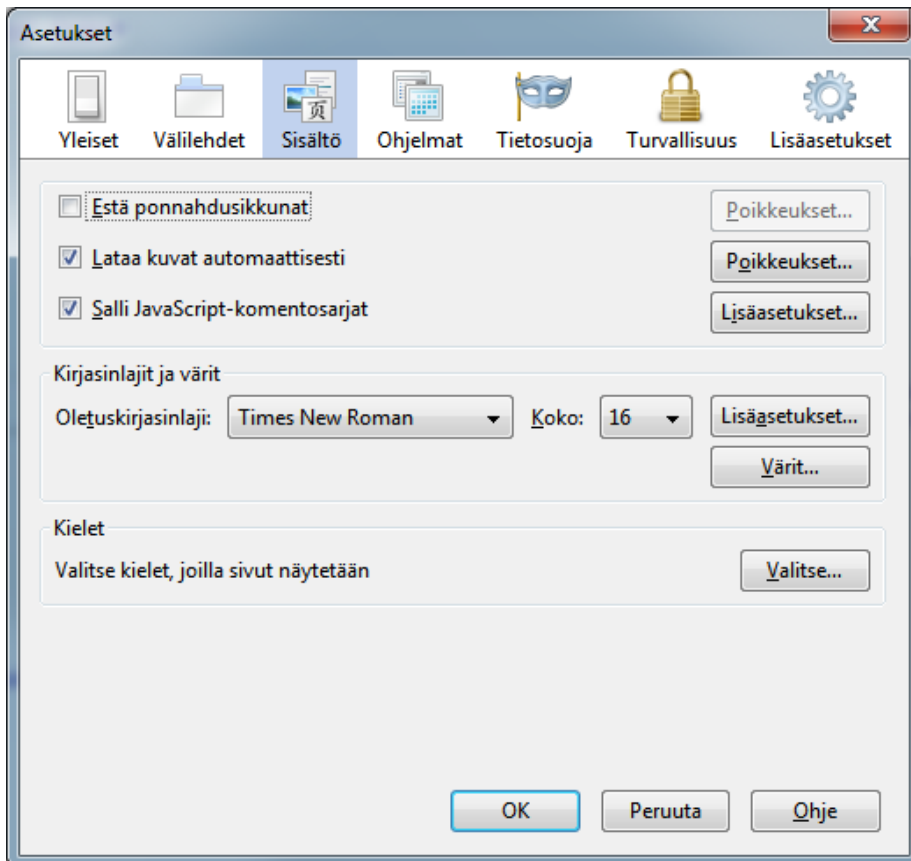 Asetukset
Yleiset Välilehdet Sisältö Ohjelmat Tietosuoja Turvallisuus Lisäasetukset
Estä ponnahdusikkunat Poikkeukset...
Lataa kuvat automaattisesti Poikkeukset...
Salli JavaScript-komentosarjat Lisäasetukset...
Kirjasinlajit ja värit
Oletuskirjasinlaji: Times New Roman Koko: 16 Lisäasetukset...
Värit...
Kielet
Valitse kielet, joilla sivut näytetään Valitse...
OK Peruuta Ohje